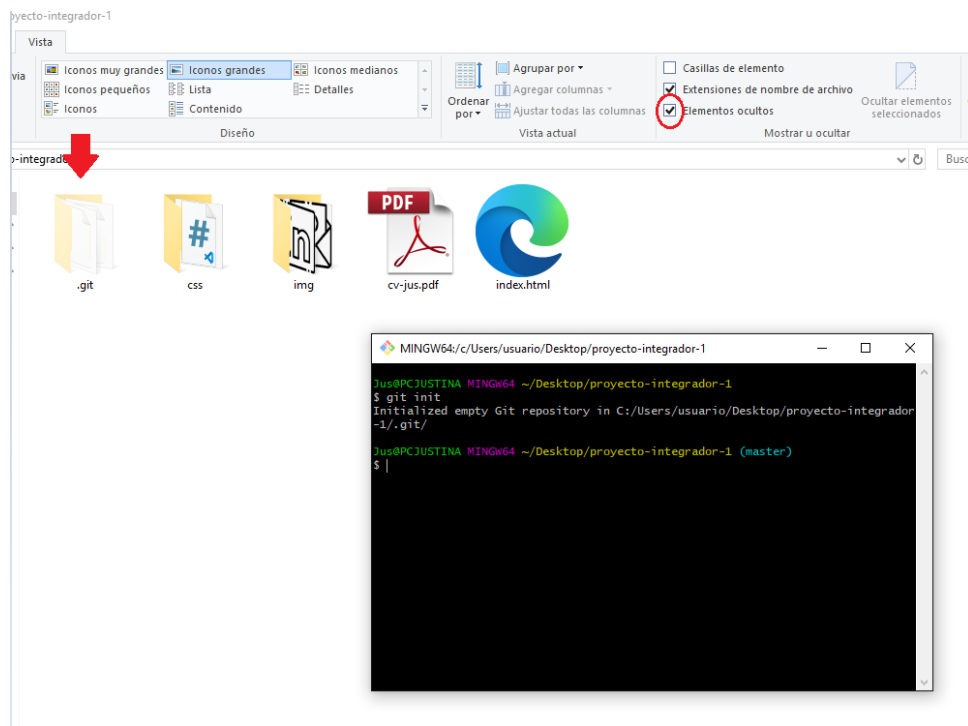 oyecto-integrador-1
Vista
via
Iconos muy grandes
Iconos grandes
Iconos medianos
Iconos pequeños
Lista
Detalles
Iconos
Contenido
Diseño
Ordenar por
Agrupar por
Agregar columnas
Ajustar todas las columnas
Vista actual
Casillas de elemento
Extensiones de nombre de archivo
Elementos ocultos
Ocultar elementos
seleccionados
Mostrar u ocultar
o-integrad
Busc
.git
css
img
PDF
cv-jus.pdf
index.html
MINGW64:/c/Users/usuario/Desktop/proyecto-integrador-1
Jus@PCJUSTINA MINGW64 ~/Desktop/proyecto-integrador-1
$ git init
Initialized empty Git repository in C:/Users/usuario/Desktop/proyecto-integrador
-1/.git/
Jus@PCJUSTINA MINGW64 ~/Desktop/proyecto-integrador-1 (master)
$